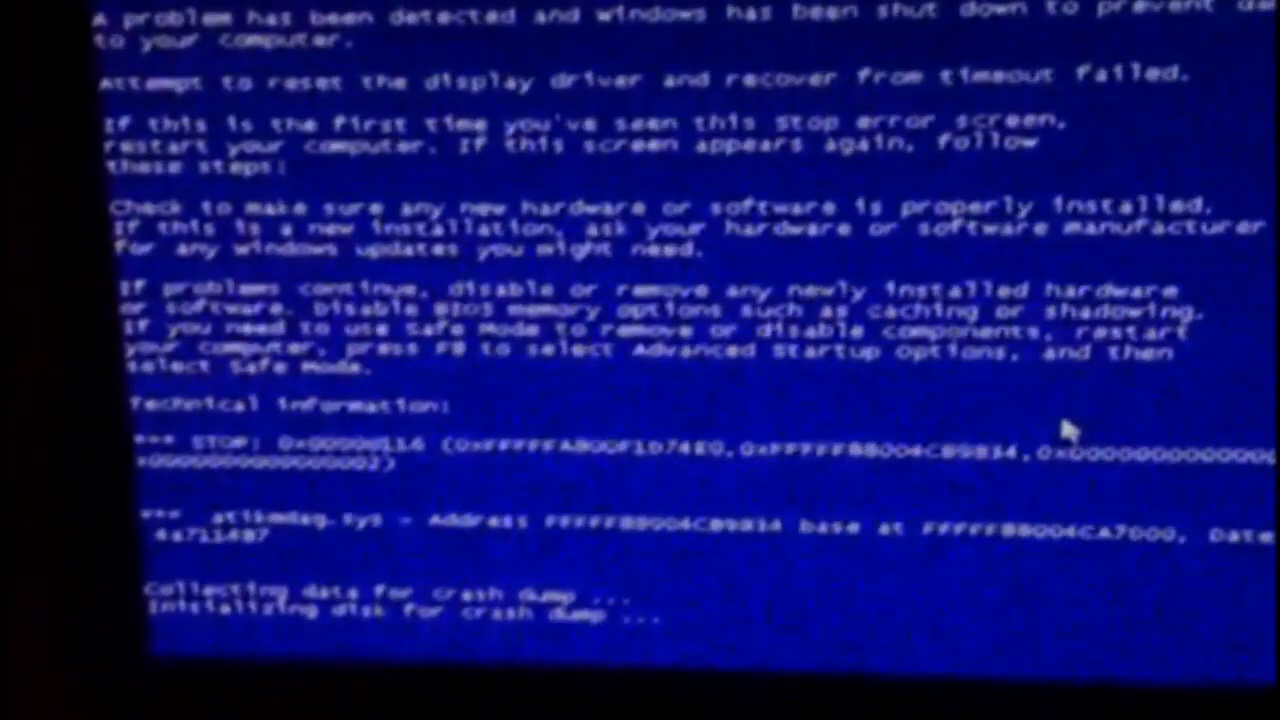 A problem has been detected and windows has been shut down to prevent
to your computer.
Attempt to reset the display driver and recover from timeout failed.
If this is the first time you've seen this stop error screen,
restart your computer. If this screen appears again, follow
these steps:
Check to make sure any new hardware or software is properly installed.
If this is a new installation, ask your hardware or software manufacturer
for any windows updates you might need.
If problems continue, disable or remove any newly installed hardware
or software. Disable BIOS memory options such as caching or shadowing.
If you need to use Safe Mode to remove or disable components, restart
your computer, press F8 to select Advanced Startup Options, and then
select Safe Mode.
Technical information:
*** STOP: 0x00000116
*** atikmdag.sys - Address base at Date
Collecting data for crash dump ...
Initializing disk for crash dump ...